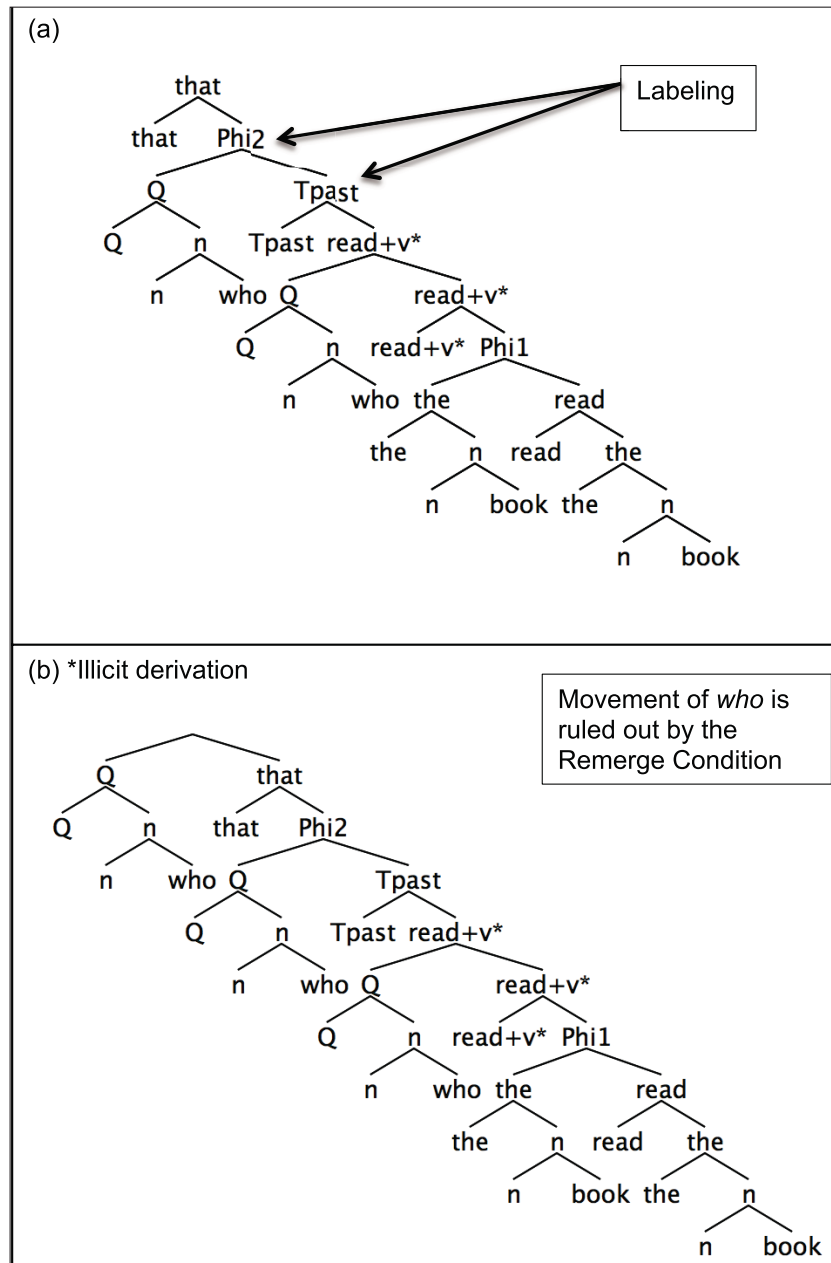 (a)
that
Labeling
that Phi2
Q Tpast
Q n Tpast read+v*
n who Q read+v*
Q n read+v* Phi1
n who the read
the n read the
n book the n
n book
(b) *Illicit derivation
Movement of who is
ruled out by the
Remerge Condition
Q that
Q n that Phi2
n who Q Tpast
Q n Tpast read+v*
n who Q read+v*
Q n read+v* Phi1
n who the read
the n read the
n book the n
n book